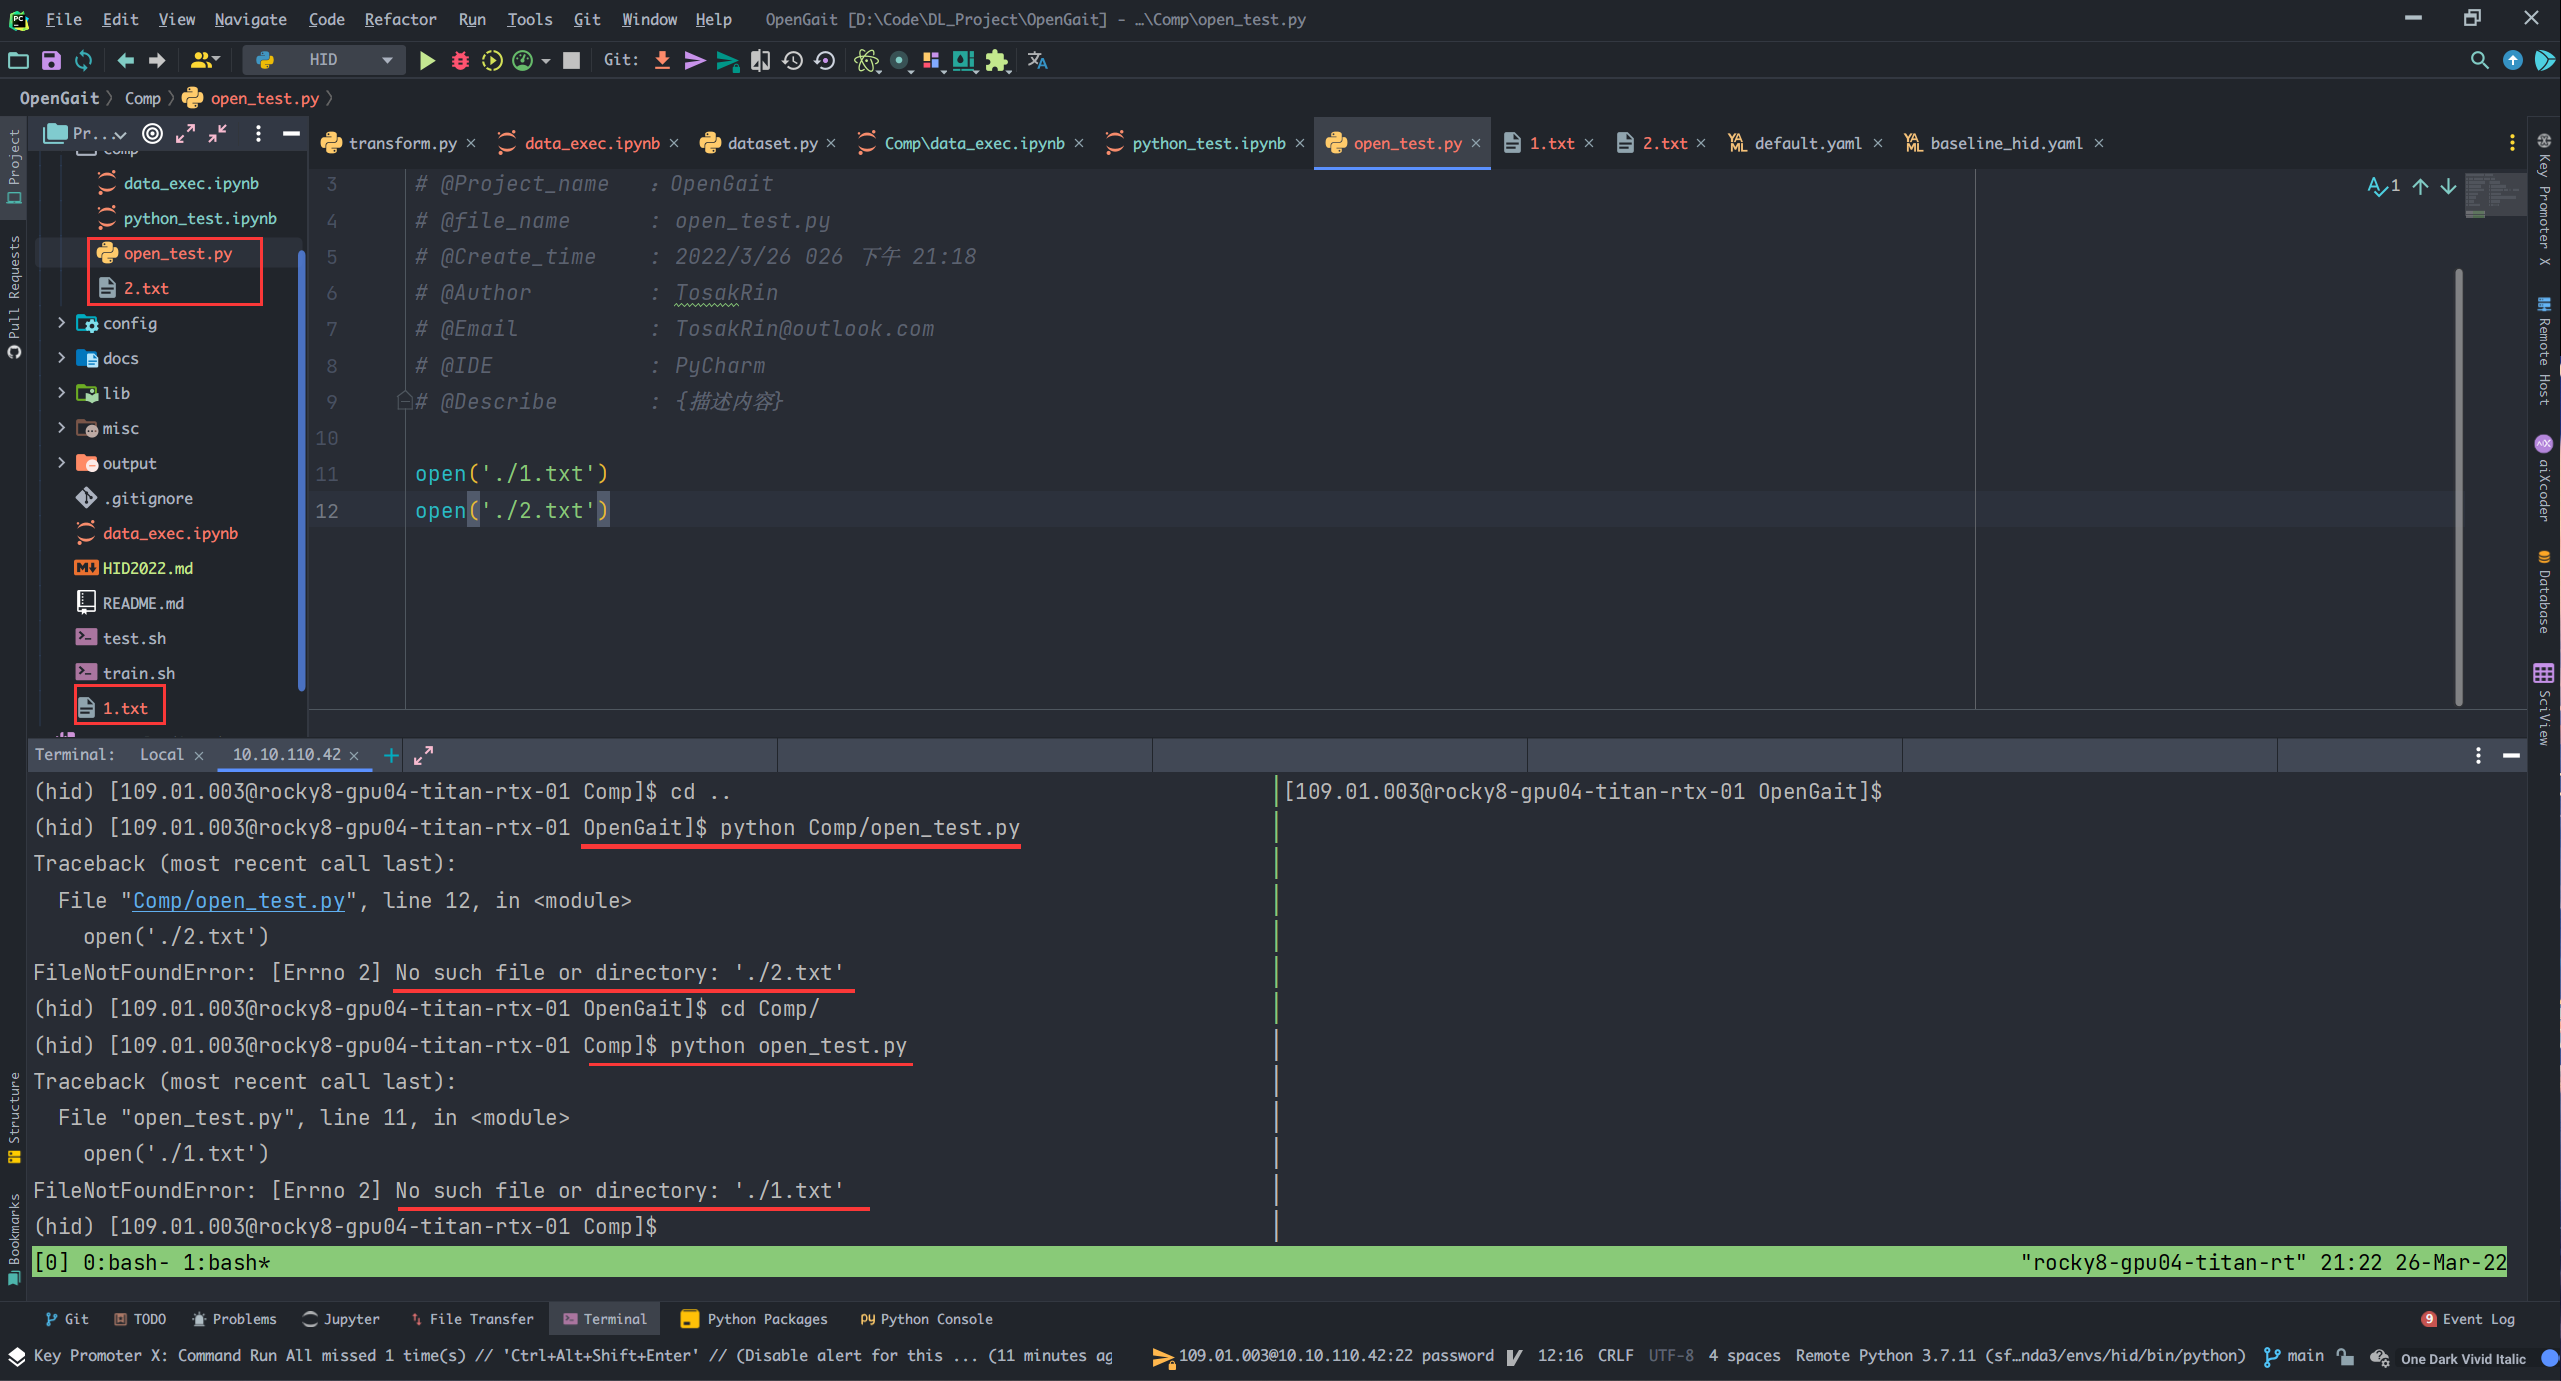 File Edit View Navigate Code Refactor Run Tools Git Window Help OpenGait [D:\Code\DL_Project\OpenGait] - …\Comp\open_test.py
HID Git:
OpenGait Comp open_test.py
Pr...
transform.py data_exec.ipynb dataset.py Comp\data_exec.ipynb python_test.ipynb open_test.py 1.txt 2.txt default.yaml baseline_hid.yaml
Project
Pull Requests
Structure
Bookmarks
data_exec.ipynb
python_test.ipynb
open_test.py
2.txt
config
docs
lib
misc
output
.gitignore
data_exec.ipynb
HID2022.md
README.md
test.sh
train.sh
1.txt
3 # @Project_name : OpenGait
4 # @file_name : open_test.py
5 # @Create_time : 2022/3/26 026 下午 21:18
6 # @Author : TosakRin
7 # @Email : TosakRin@outlook.com
8 # @IDE : PyCharm
9 # @Describe : {描述内容}
10
11 open('./1.txt')
12 open('./2.txt')
1
Key Promoter X
Remote Host
aiXcoder
Database
SciView
Terminal: Local 10.10.110.42
(hid) [109.01.003@rocky8-gpu04-titan-rtx-01 Comp]$ cd ..
(hid) [109.01.003@rocky8-gpu04-titan-rtx-01 OpenGait]$ python Comp/open_test.py
Traceback (most recent call last):
File "Comp/open_test.py", line 12, in <module>
open('./2.txt')
FileNotFoundError: [Errno 2] No such file or directory: './2.txt'
(hid) [109.01.003@rocky8-gpu04-titan-rtx-01 OpenGait]$ cd Comp/
(hid) [109.01.003@rocky8-gpu04-titan-rtx-01 Comp]$ python open_test.py
Traceback (most recent call last):
File "open_test.py", line 11, in <module>
open('./1.txt')
FileNotFoundError: [Errno 2] No such file or directory: './1.txt'
(hid) [109.01.003@rocky8-gpu04-titan-rtx-01 Comp]$
[109.01.003@rocky8-gpu04-titan-rtx-01 OpenGait]$
[0] 0:bash- 1:bash* "rocky8-gpu04-titan-rt" 21:22 26-Mar-22
Git TODO Problems Jupyter File Transfer Terminal Python Packages Python Console 9 Event Log
Key Promoter X: Command Run All missed 1 time(s) // 'Ctrl+Alt+Shift+Enter' // (Disable alert for this ... (11 minutes ag 109.01.003@10.10.110.42:22 password 12:16 CRLF UTF-8 4 spaces Remote Python 3.7.11 (sf…nda3/envs/hid/bin/python) main One Dark Vivid Italic